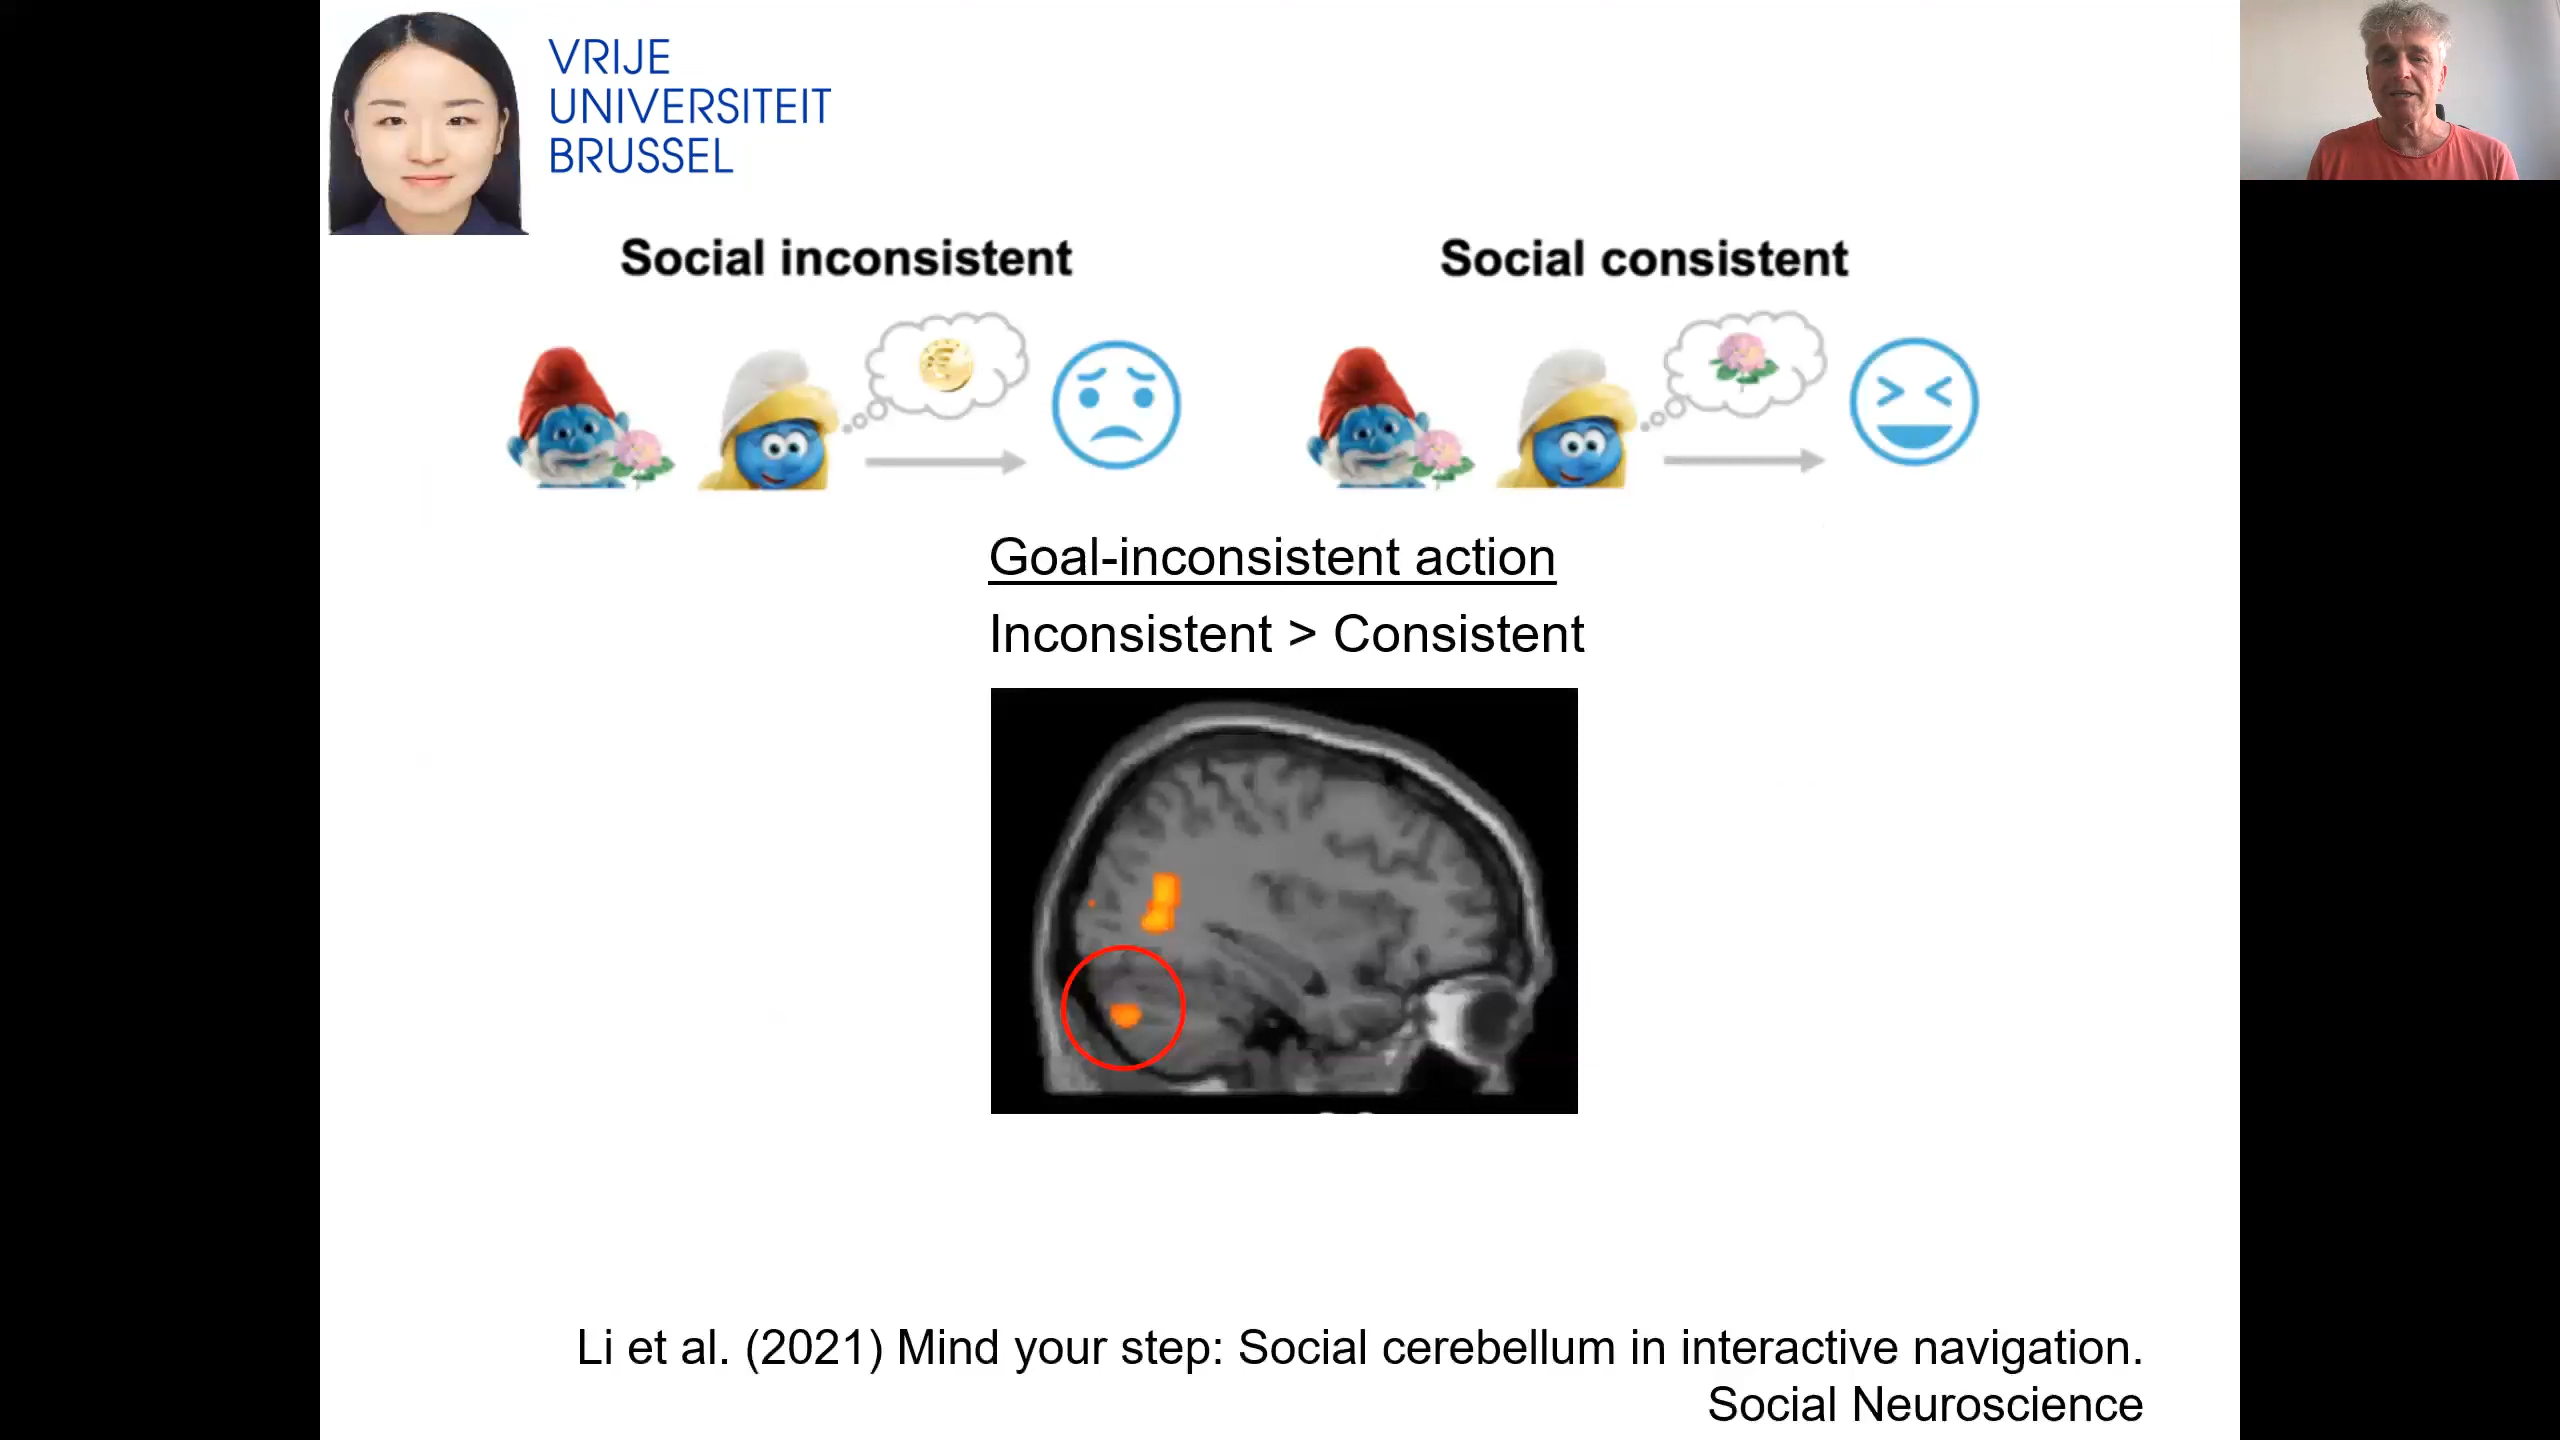 VRIJE
UNIVERSITEIT
BRUSSEL
Social inconsistent
Social consistent
Goal-inconsistent action
Inconsistent > Consistent
Li et al. (2021) Mind your step: Social cerebellum in interactive navigation.
Social Neuroscience